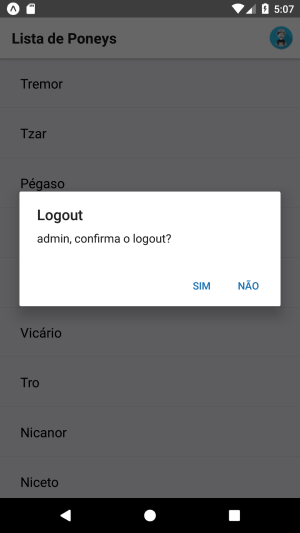 5:07
Lista de Poneys
Tremor
Tzar
Pégaso
Logout
admin, confirma o logout?
SIM NÃO
Vicário
Tro
Nicanor
Niceto